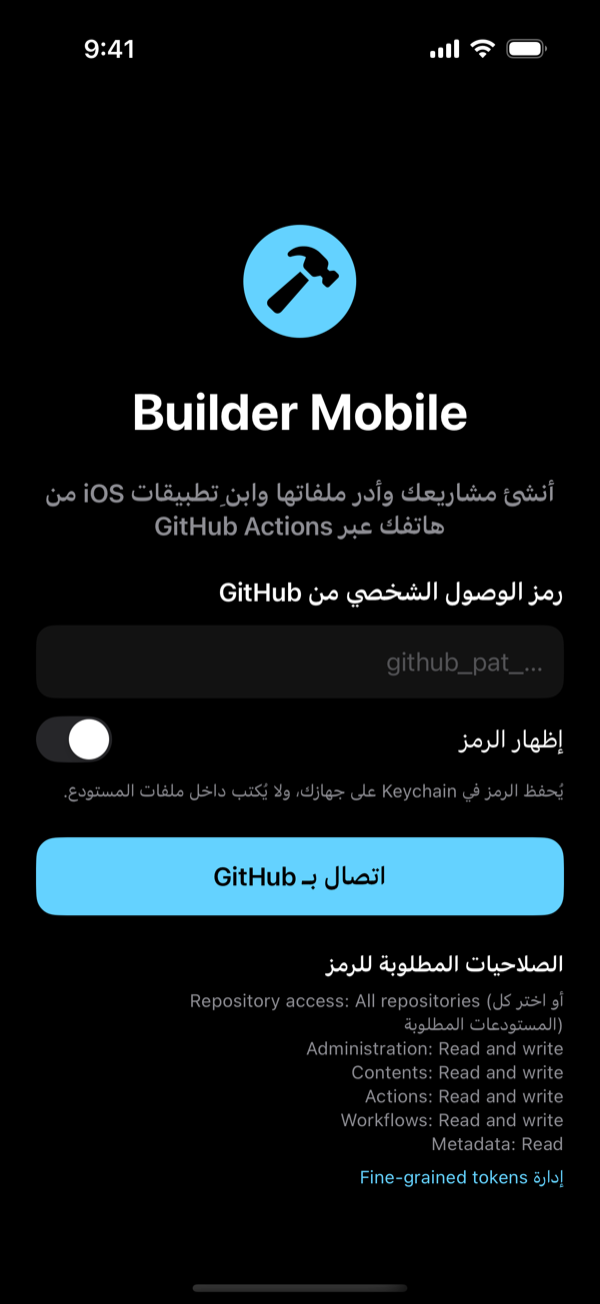 9:41
Builder Mobile
أنشئ مشاريعك وأدر ملفاتها وابنِ تطبيقات iOS من
هاتفك عبر GitHub Actions
رمز الوصول الشخصي من GitHub
github_pat_...
إظهار الرمز
يُحفظ الرمز في Keychain على جهازك، ولا يُكتب داخل ملفات المستودع.
اتصال بـ GitHub
الصلاحيات المطلوبة للرمز
Repository access: All repositories (أو اختر كل
المستودعات المطلوبة)
Administration: Read and write
Contents: Read and write
Actions: Read and write
Workflows: Read and write
Metadata: Read
إدارة Fine-grained tokens